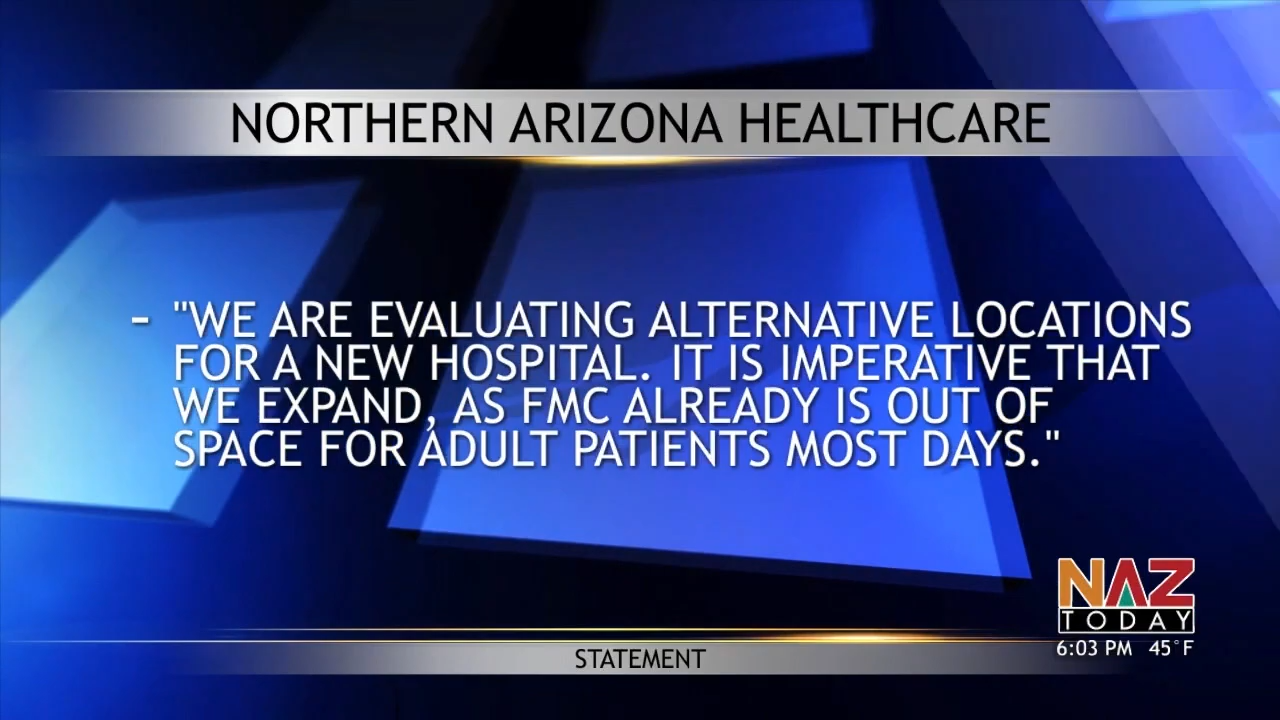 NORTHERN ARIZONA HEALTHCARE
- "WE ARE EVALUATING ALTERNATIVE LOCATIONS
FOR A NEW HOSPITAL. IT IS IMPERATIVE THAT
WE EXPAND, AS FMC ALREADY IS OUT OF
SPACE FOR ADULT PATIENTS MOST DAYS."
NAZ
TODAY
6:03 PM 45°F
STATEMENT